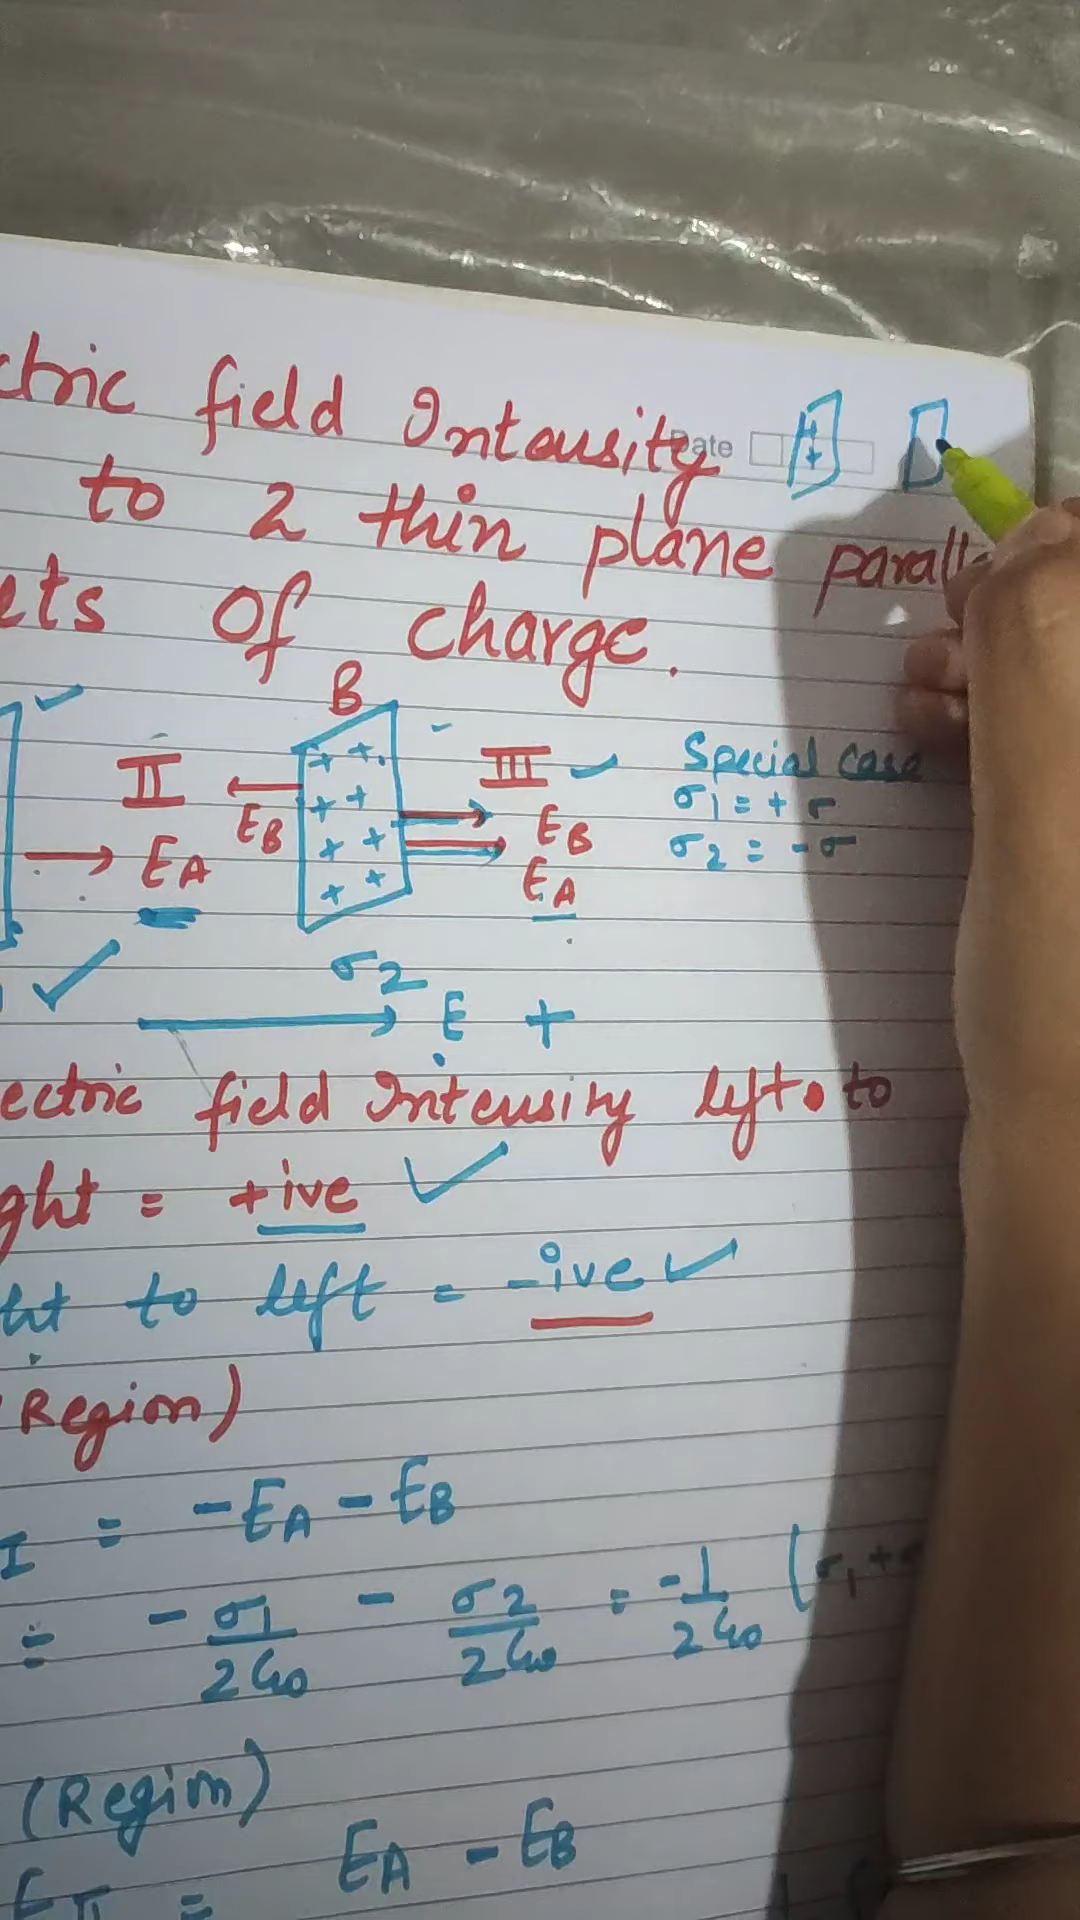 ctric field Intensity
Date
to 2 thin plane parall
ets of charge.
B
II
III
Special case
EB
EB
σ1 = + σ
EA
EA
σ2 = -σ
σ2
E +
ectric field Intensity left to
ght = +ive
ht to left = -ive
Region)
I = -EA - EB
= - σ1/2ϵ0 - σ2/2ϵ0 = -1/2ϵ0 (σ1 +
(Region)
EII = EA - EB